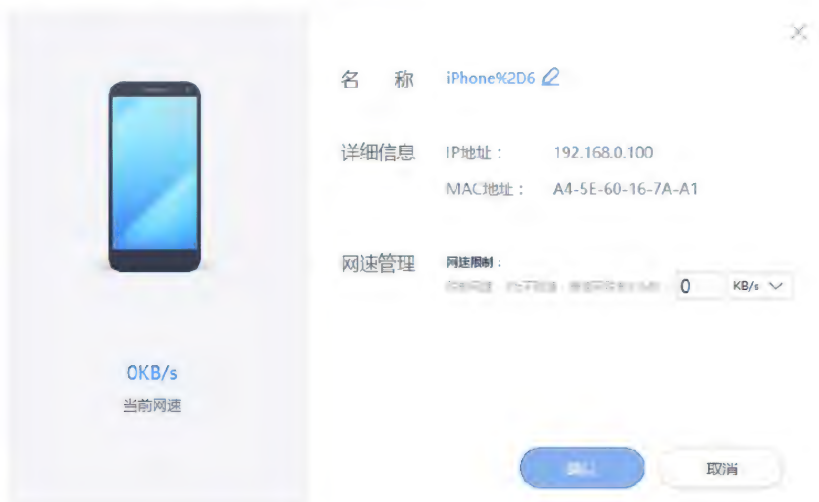 名 称 iPhone%2D6
详细信息 IP地址： 192.168.0.100
MAC地址： A4-5E-60-16-7A-A1
网速管理 网速限制：
0 KB/s
0KB/s
当前网速
取消